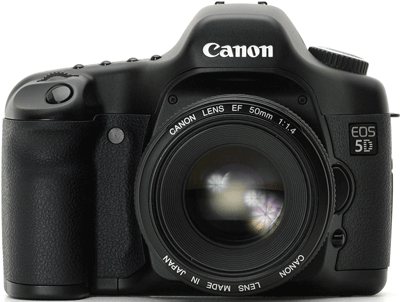 Canon
CANON LENS EF 50mm 1:1.4
EOS
5D
CANON LENS MADE IN JAPAN